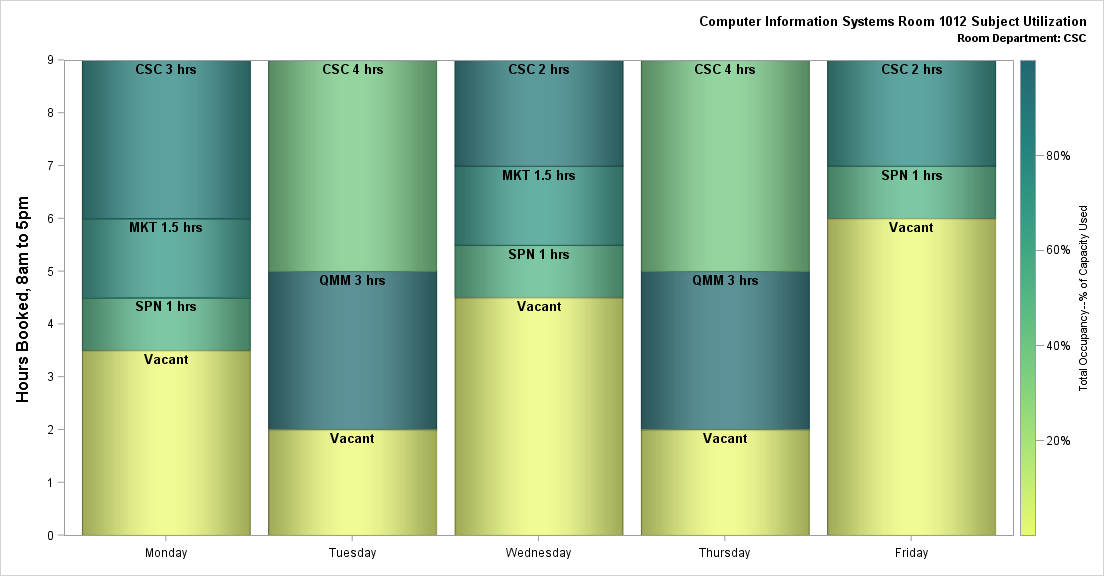 Computer Information Systems Room 1012 Subject Utilization
Room Department: CSC
Hours Booked, 8am to 5pm
9
8
7
6
5
4
3
2
1
0
CSC 3 hrs
MKT 1.5 hrs
SPN 1 hrs
Vacant
CSC 4 hrs
QMM 3 hrs
Vacant
CSC 2 hrs
MKT 1.5 hrs
SPN 1 hrs
Vacant
CSC 4 hrs
QMM 3 hrs
Vacant
CSC 2 hrs
SPN 1 hrs
Vacant
Monday
Tuesday
Wednesday
Thursday
Friday
80%
60%
40%
20%
Total Occupancy--% of Capacity Used